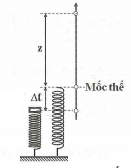 z
Mốc thế
Δℓ